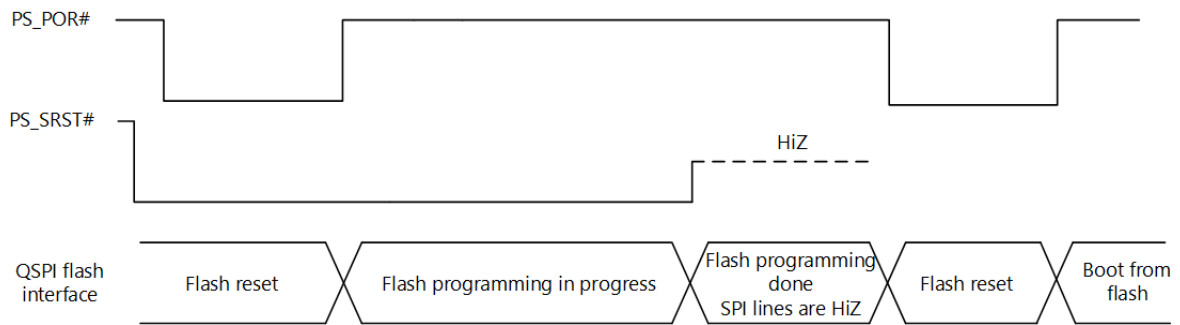 PS_POR#
PS_SRST#
HiZ
QSPI flash
interface
Flash reset
Flash programming in progress
Flash programming
done
SPI lines are HiZ
Flash reset
Boot from
flash